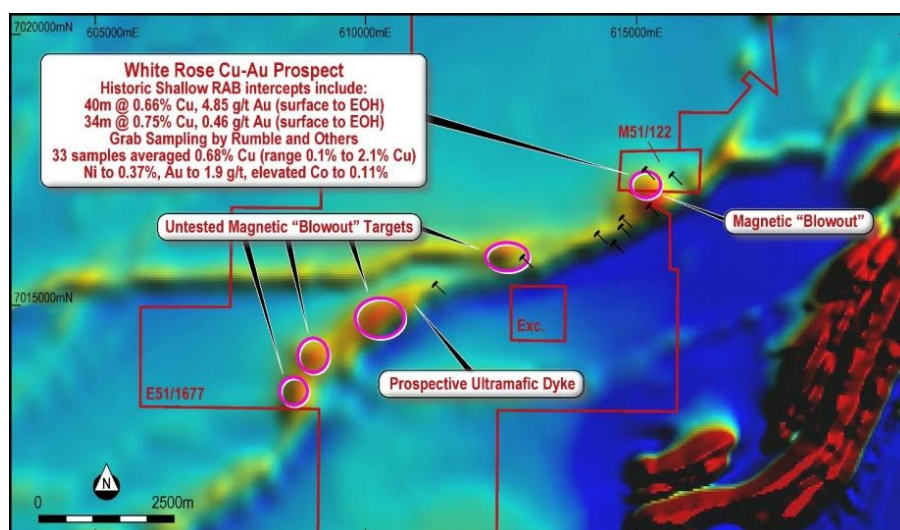 7020000mN
605000mE
610000mE
615000mE
White Rose Cu-Au Prospect
Historic Shallow RAB intercepts include:
40m @ 0.66% Cu, 4.85 g/t Au (surface to EOH)
34m @ 0.75% Cu, 0.46 g/t Au (surface to EOH)
Grab Sampling by Rumble and Others
33 samples averaged 0.68% Cu (range 0.1% to 2.1% Cu)
Ni to 0.37%, Au to 1.9 g/t, elevated Co to 0.11%
M51/122
Untested Magnetic “Blowout” Targets
Magnetic “Blowout”
7015000mN
Exc.
Prospective Ultramafic Dyke
E51/1677
N
0
2500m